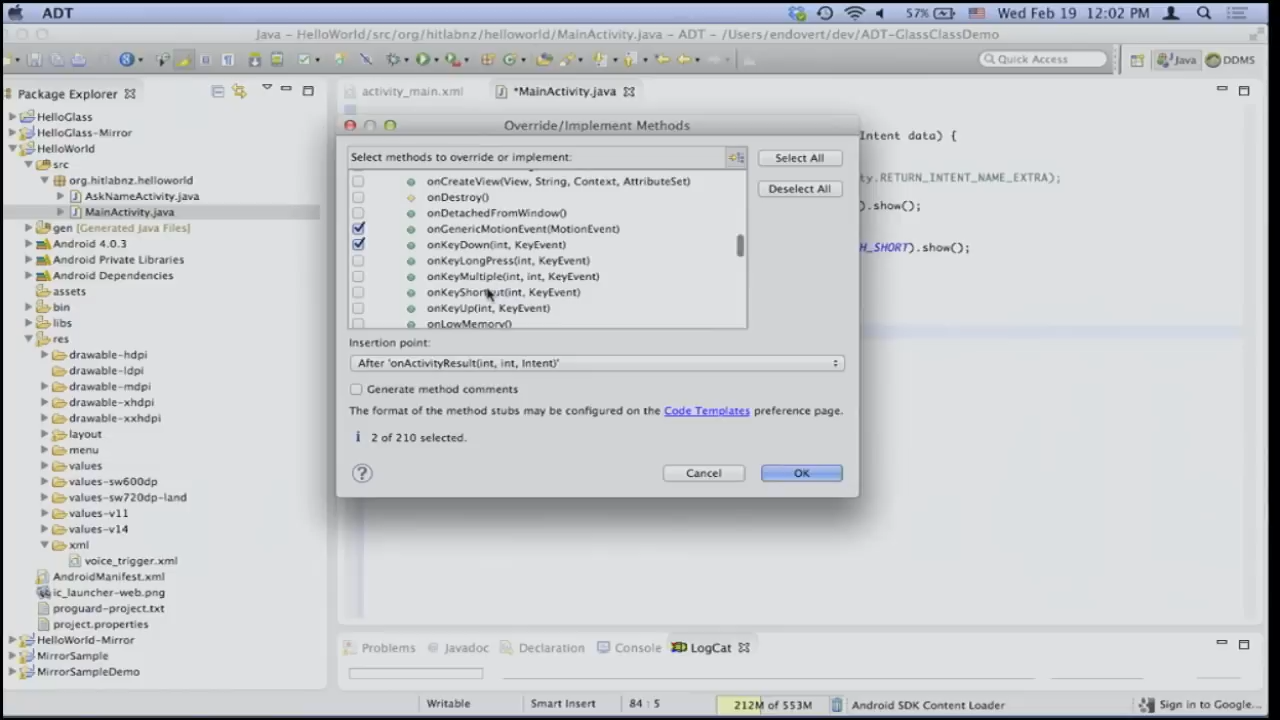 ADT
57%
Wed Feb 19 12:02 PM
Java – HelloWorld/src/org/hitlabnz/helloworld/MainActivity.java – ADT – /Users/endovert/dev/ADT-GlassClassDemo
Quick Access
Java
DDMS
Package Explorer
activity_main.xml
*MainActivity.java
HelloGlass
HelloGlass-Mirror
HelloWorld
src
org.hitlabnz.helloworld
AskNameActivity.java
MainActivity.java
gen [Generated Java Files]
Android 4.0.3
Android Private Libraries
Android Dependencies
assets
bin
libs
res
drawable-hdpi
drawable-ldpi
drawable-mdpi
drawable-xhdpi
drawable-xxhdpi
layout
menu
values
values-sw600dp
values-sw720dp-land
values-v11
values-v14
xml
voice_trigger.xml
AndroidManifest.xml
ic_launcher-web.png
proguard-project.txt
project.properties
HelloWorld-Mirror
MirrorSample
MirrorSampleDemo
Intent data) {
ty.RETURN_INTENT_NAME_EXTRA);
).show();
H_SHORT).show();
Override/Implement Methods
Select methods to override or implement:
Select All
Deselect All
onCreateView(View, String, Context, AttributeSet)
onDestroy()
onDetachedFromWindow()
onGenericMotionEvent(MotionEvent)
onKeyDown(int, KeyEvent)
onKeyLongPress(int, KeyEvent)
onKeyMultiple(int, int, KeyEvent)
onKeyShortcut(int, KeyEvent)
onKeyUp(int, KeyEvent)
onLowMemory()
Insertion point:
After 'onActivityResult(int, int, Intent)'
Generate method comments
The format of the method stubs may be configured on the Code Templates preference page.
2 of 210 selected.
Cancel
OK
Problems
Javadoc
Declaration
Console
LogCat
Writable
Smart Insert
84 : 5
212M of 553M
Android SDK Content Loader
Sign in to Google...